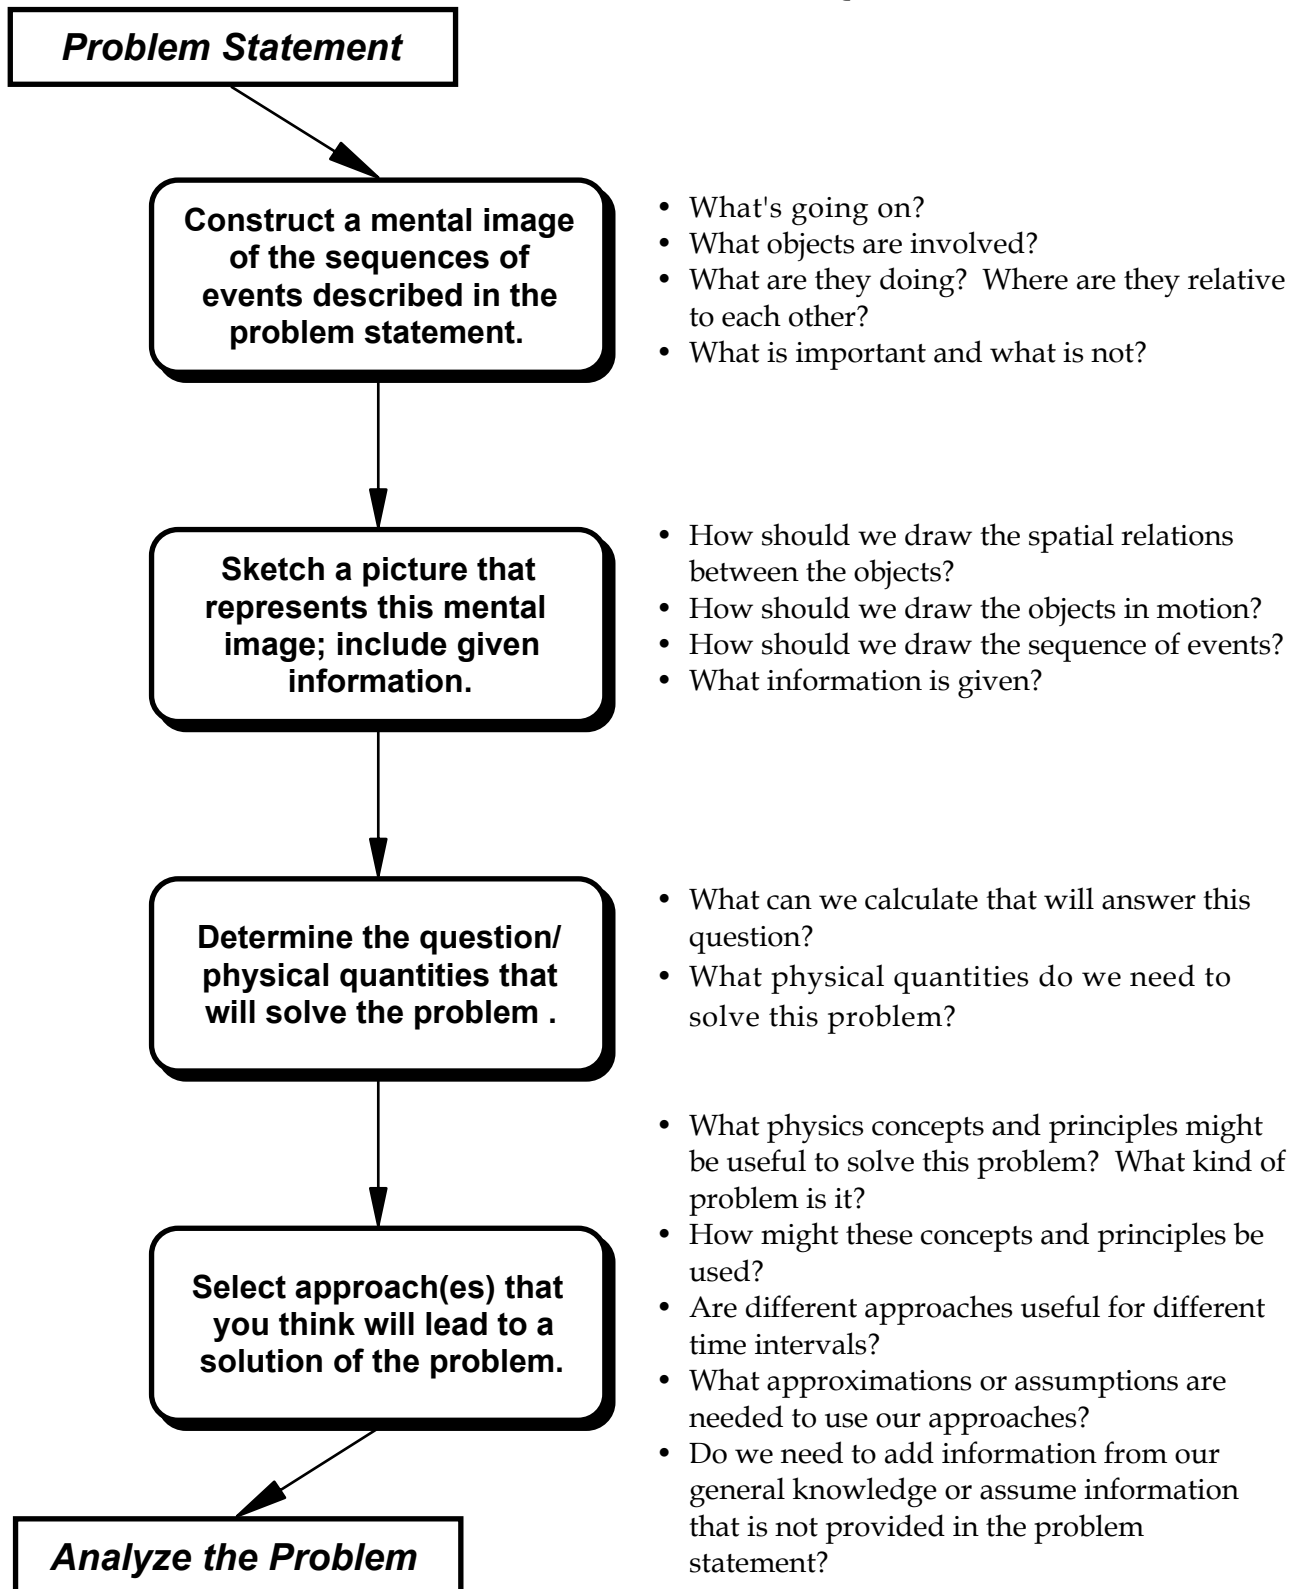 Problem Statement
Construct a mental image
of the sequences of
events described in the
problem statement.
• What's going on?
• What objects are involved?
• What are they doing?  Where are they relative
to each other?
• What is important and what is not?
Sketch a picture that
represents this mental
image; include given
information.
• How should we draw the spatial relations
between the objects?
• How should we draw the objects in motion?
• How should we draw the sequence of events?
• What information is given?
Determine the question/
physical quantities that
will solve the problem .
• What can we calculate that will answer this
question?
• What physical quantities do we need to
solve this problem?
Select approach(es) that
you think will lead to a
solution of the problem.
• What physics concepts and principles might
be useful to solve this problem?  What kind of
problem is it?
• How might these concepts and principles be
used?
• Are different approaches useful for different
time intervals?
• What approximations or assumptions are
needed to use our approaches?
• Do we need to add information from our
general knowledge or assume information
that is not provided in the problem
statement?
Analyze the Problem